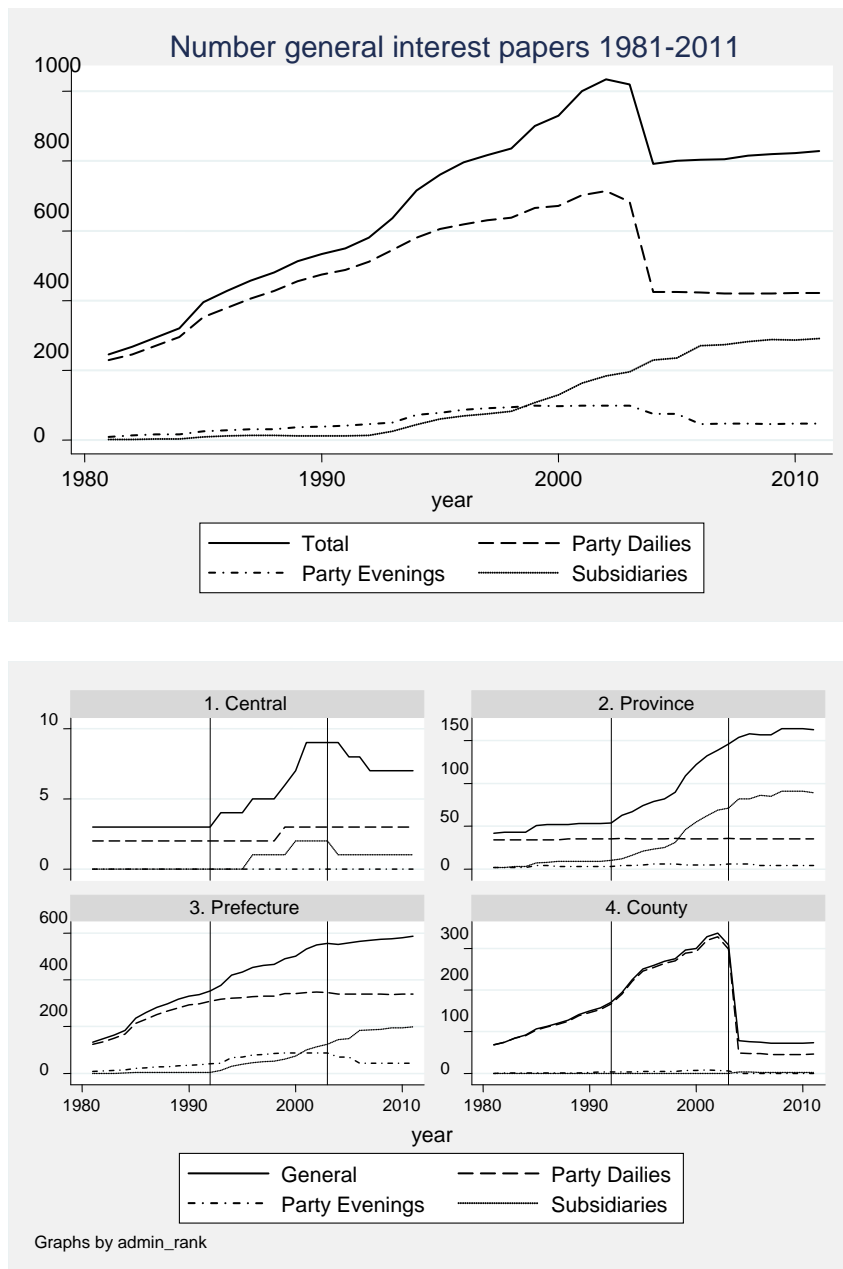 Number general interest papers 1981-2011
1000
800
600
400
200
0
1980 1990 2000 2010
year
Total Party Dailies
Party Evenings Subsidiaries
1. Central 2. Province
10
5
0
150
100
50
0
3. Prefecture 4. County
600
400
200
0
300
200
100
0
1980 1990 2000 2010 1980 1990 2000 2010
year
General Party Dailies
Party Evenings Subsidiaries
Graphs by admin_rank